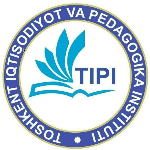 TOSHKENT IQTISODIYOT VA PEDAGOGIKA INSTITUTI
TIPI